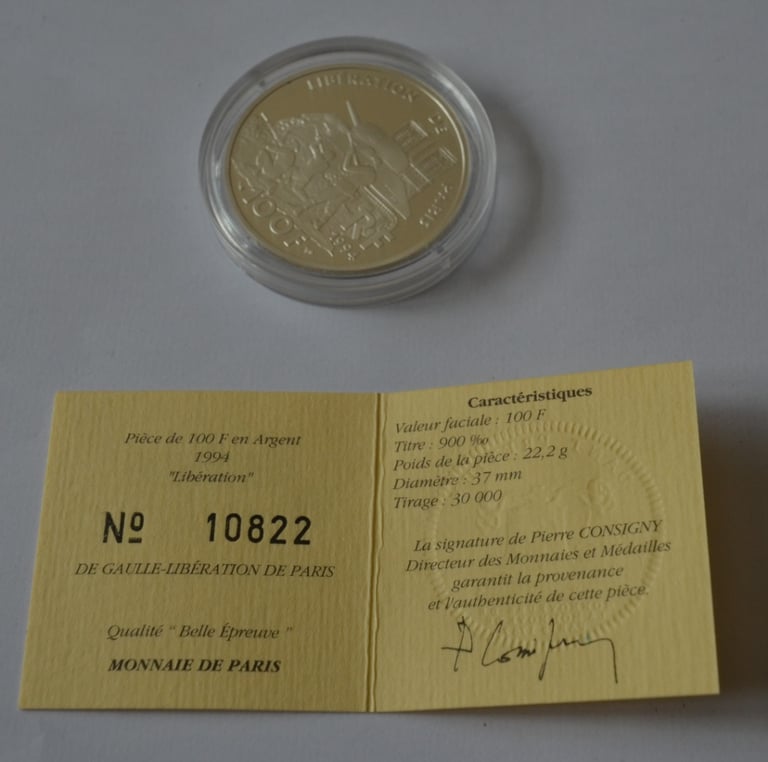 LIBÉRATION DE PARIS
100F
1994
Pièce de 100 F en Argent
1994
"Libération"
Nº 10822
DE GAULLE-LIBÉRATION DE PARIS
Qualité " Belle Épreuve "
MONNAIE DE PARIS
Caractéristiques
Valeur faciale : 100 F
Titre : 900 ‰
Poids de la pièce : 22,2 g
Diamètre : 37 mm
Tirage : 30 000
La signature de Pierre CONSIGNY
Directeur des Monnaies et Médailles
garantit la provenance
et l'authenticité de cette pièce.